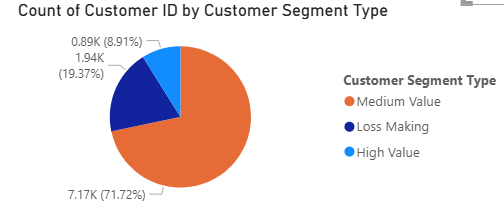 Count of Customer ID by Customer Segment Type
0.89K (8.91%)
1.94K
(19.37%)
7.17K (71.72%)
Customer Segment Type
Medium Value
Loss Making
High Value